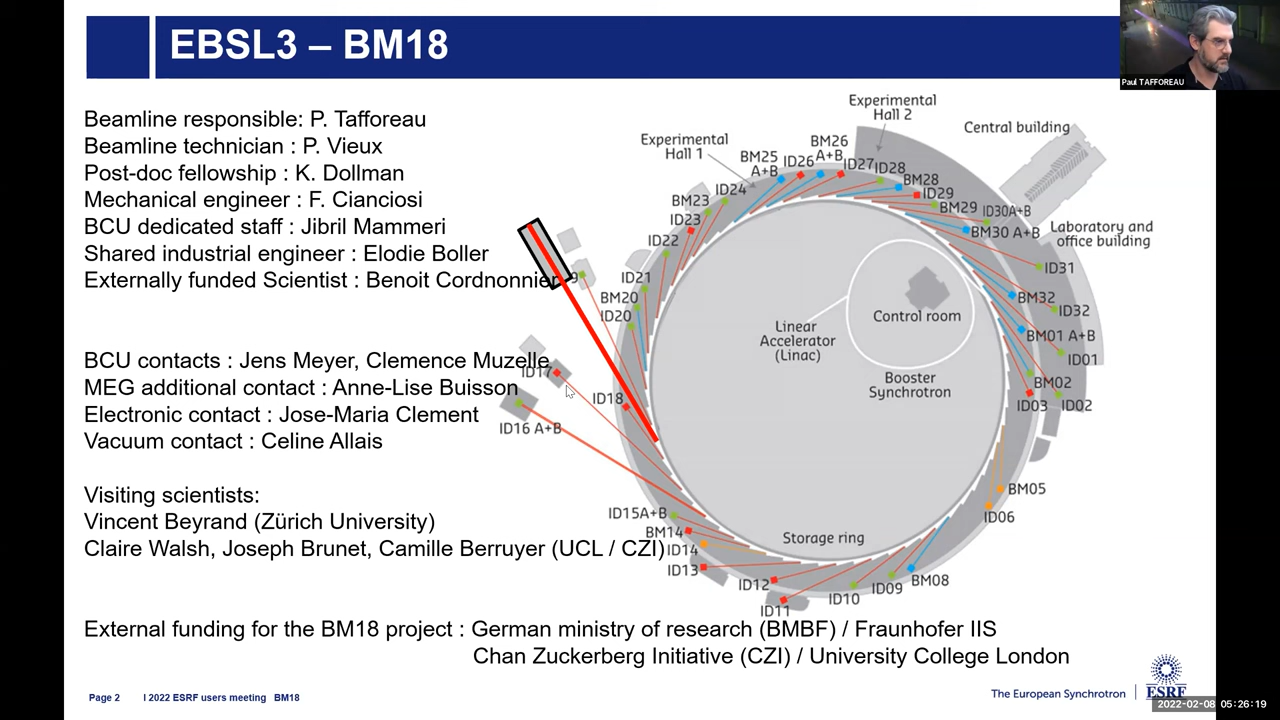 EBSL3 – BM18
Paul TAFFOREAU
Beamline responsible: P. Tafforeau
Beamline technician : P. Vieux
Post-doc fellowship : K. Dollman
Mechanical engineer : F. Cianciosi
BCU dedicated staff : Jibril Mammeri
Shared industrial engineer : Elodie Boller
Externally funded Scientist : Benoit Cordnonnier
BCU contacts : Jens Meyer, Clemence Muzelle
MEG additional contact : Anne-Lise Buisson
Electronic contact : Jose-Maria Clement
Vacuum contact : Celine Allais
Visiting scientists:
Vincent Beyrand (Zürich University)
Claire Walsh, Joseph Brunet, Camille Berruyer (UCL / CZI)
External funding for the BM18 project : German ministry of research (BMBF) / Fraunhofer IIS
Chan Zuckerberg Initiative (CZI) / University College London
Experimental
Hall 1
Experimental
Hall 2
Central building
Laboratory and
office building
Linear
Accelerator
(Linac)
Control room
Booster
Synchrotron
Storage ring
ID16 A+B
ID17
ID18
9
ID20
BM20
ID21
ID22
ID23
BM23
ID24
BM25
A+B
ID26
BM26
A+B
ID27
ID28
BM28
ID29
BM29
ID30A+B
BM30 A+B
ID31
BM32
ID32
BM01 A+B
ID01
BM02
ID03
ID02
BM05
ID06
BM08
ID09
ID10
ID11
ID12
ID13
ID14
BM14
ID15A+B
Page 2
l 2022 ESRF users meeting BM18
The European Synchrotron
ESRF
2022-02-08 05:26:19